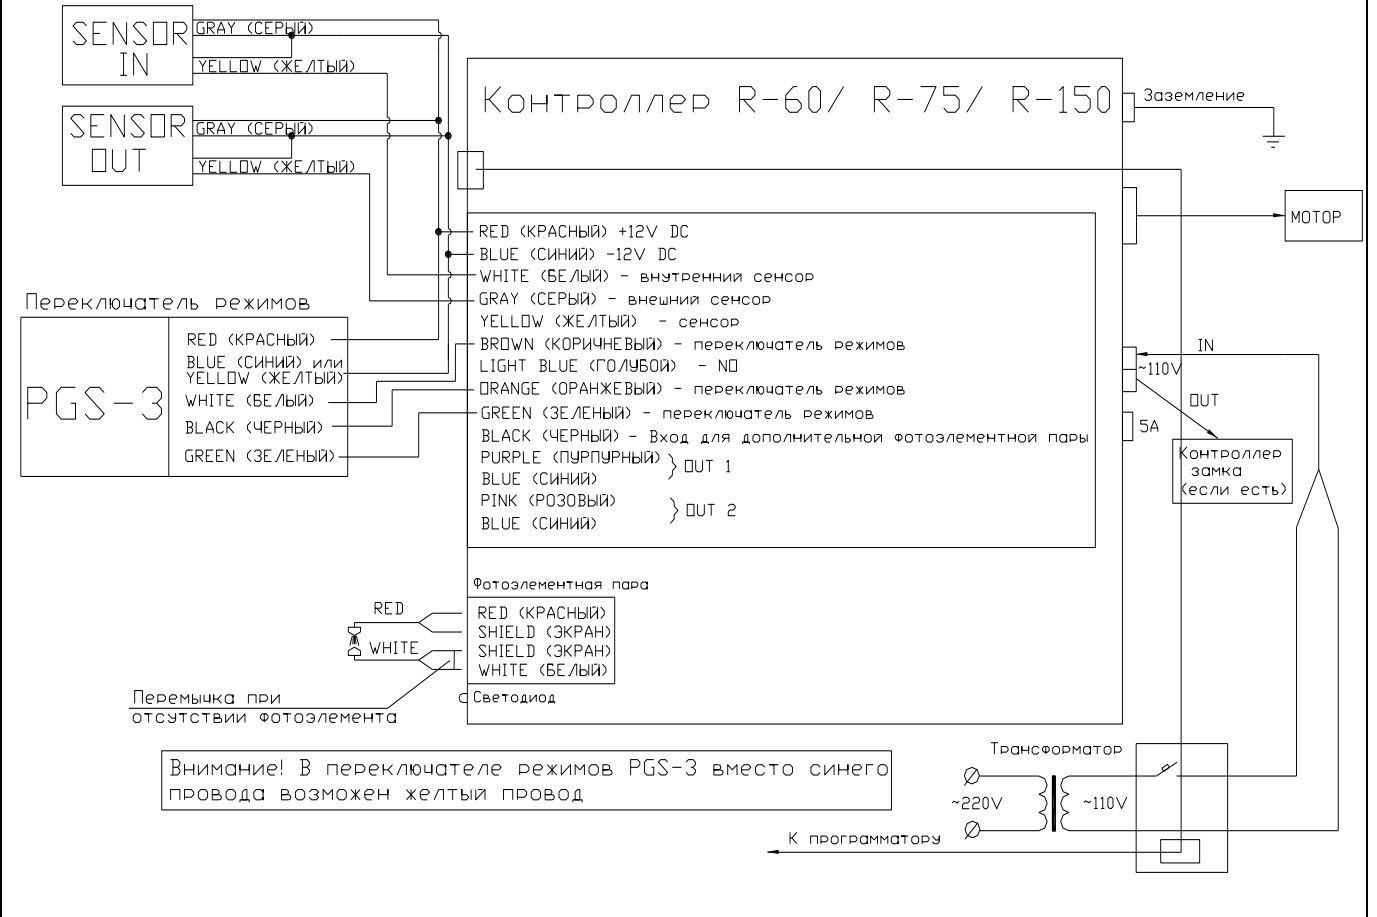 SENSOR
IN
GRAY (СЕРЫЙ)
YELLOW (ЖЕЛТЫЙ)
SENSOR
OUT
GRAY (СЕРЫЙ)
YELLOW (ЖЕЛТЫЙ)
Контроллер R-60/ R-75/ R-150
Заземление
МОТОР
RED (КРАСНЫЙ) +12V DC
BLUE (СИНИЙ) -12V DC
WHITE (БЕЛЫЙ) - внутренний сенсор
GRAY (СЕРЫЙ) - внешний сенсор
YELLOW (ЖЕЛТЫЙ) - сенсор
BROWN (КОРИЧНЕВЫЙ) - переключатель режимов
LIGHT BLUE (ГОЛУБОЙ) - NO
ORANGE (ОРАНЖЕВЫЙ) - переключатель режимов
GREEN (ЗЕЛЕНЫЙ) - переключатель режимов
BLACK (ЧЕРНЫЙ) - Вход для дополнительной фотоэлементной пары
PURPLE (ПУРПУРНЫЙ)
BLUE (СИНИЙ)
} OUT 1
PINK (РОЗОВЫЙ)
BLUE (СИНИЙ)
} OUT 2
Переключатель режимов
PGS-3
RED (КРАСНЫЙ)
BLUE (СИНИЙ) или
YELLOW (ЖЕЛТЫЙ)
WHITE (БЕЛЫЙ)
BLACK (ЧЕРНЫЙ)
GREEN (ЗЕЛЕНЫЙ)
IN
~110V
OUT
5A
Контроллер
замка
(если есть)
Фотоэлементная пара
RED
WHITE
RED (КРАСНЫЙ)
SHIELD (ЭКРАН)
SHIELD (ЭКРАН)
WHITE (БЕЛЫЙ)
Светодиод
Перемычка при
отсутствии фотоэлемента
Внимание! В переключателе режимов PGS-3 вместо синего
провода возможен желтый провод
Трансформатор
~220V
~110V
К программатору